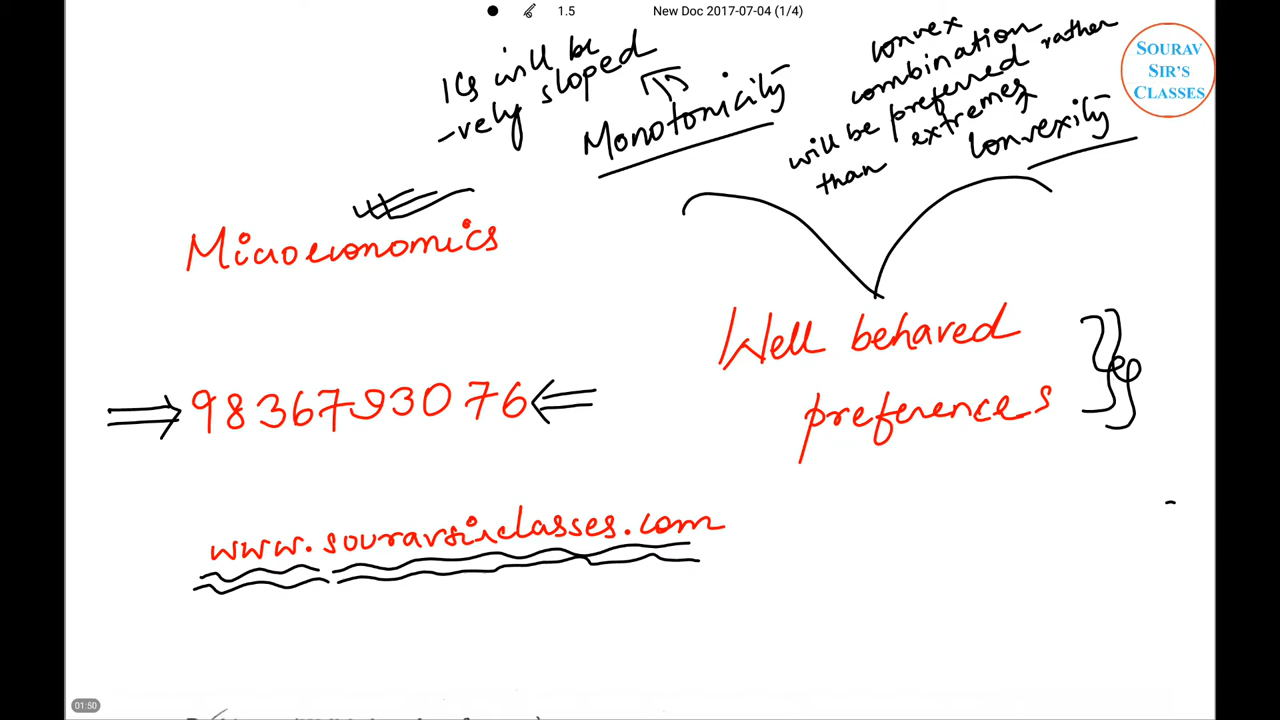 1.5
New Doc 2017-07-04 (1/4)
SOURAV
SIR'S
CLASSES
ICs will be
-vely sloped
Monotonicity
convex
combination
will be preferred rather
than extremes
Convexity
Microeconomics
Well behaved
preferences
9836793076
www.souravsirclasses.com
01:50